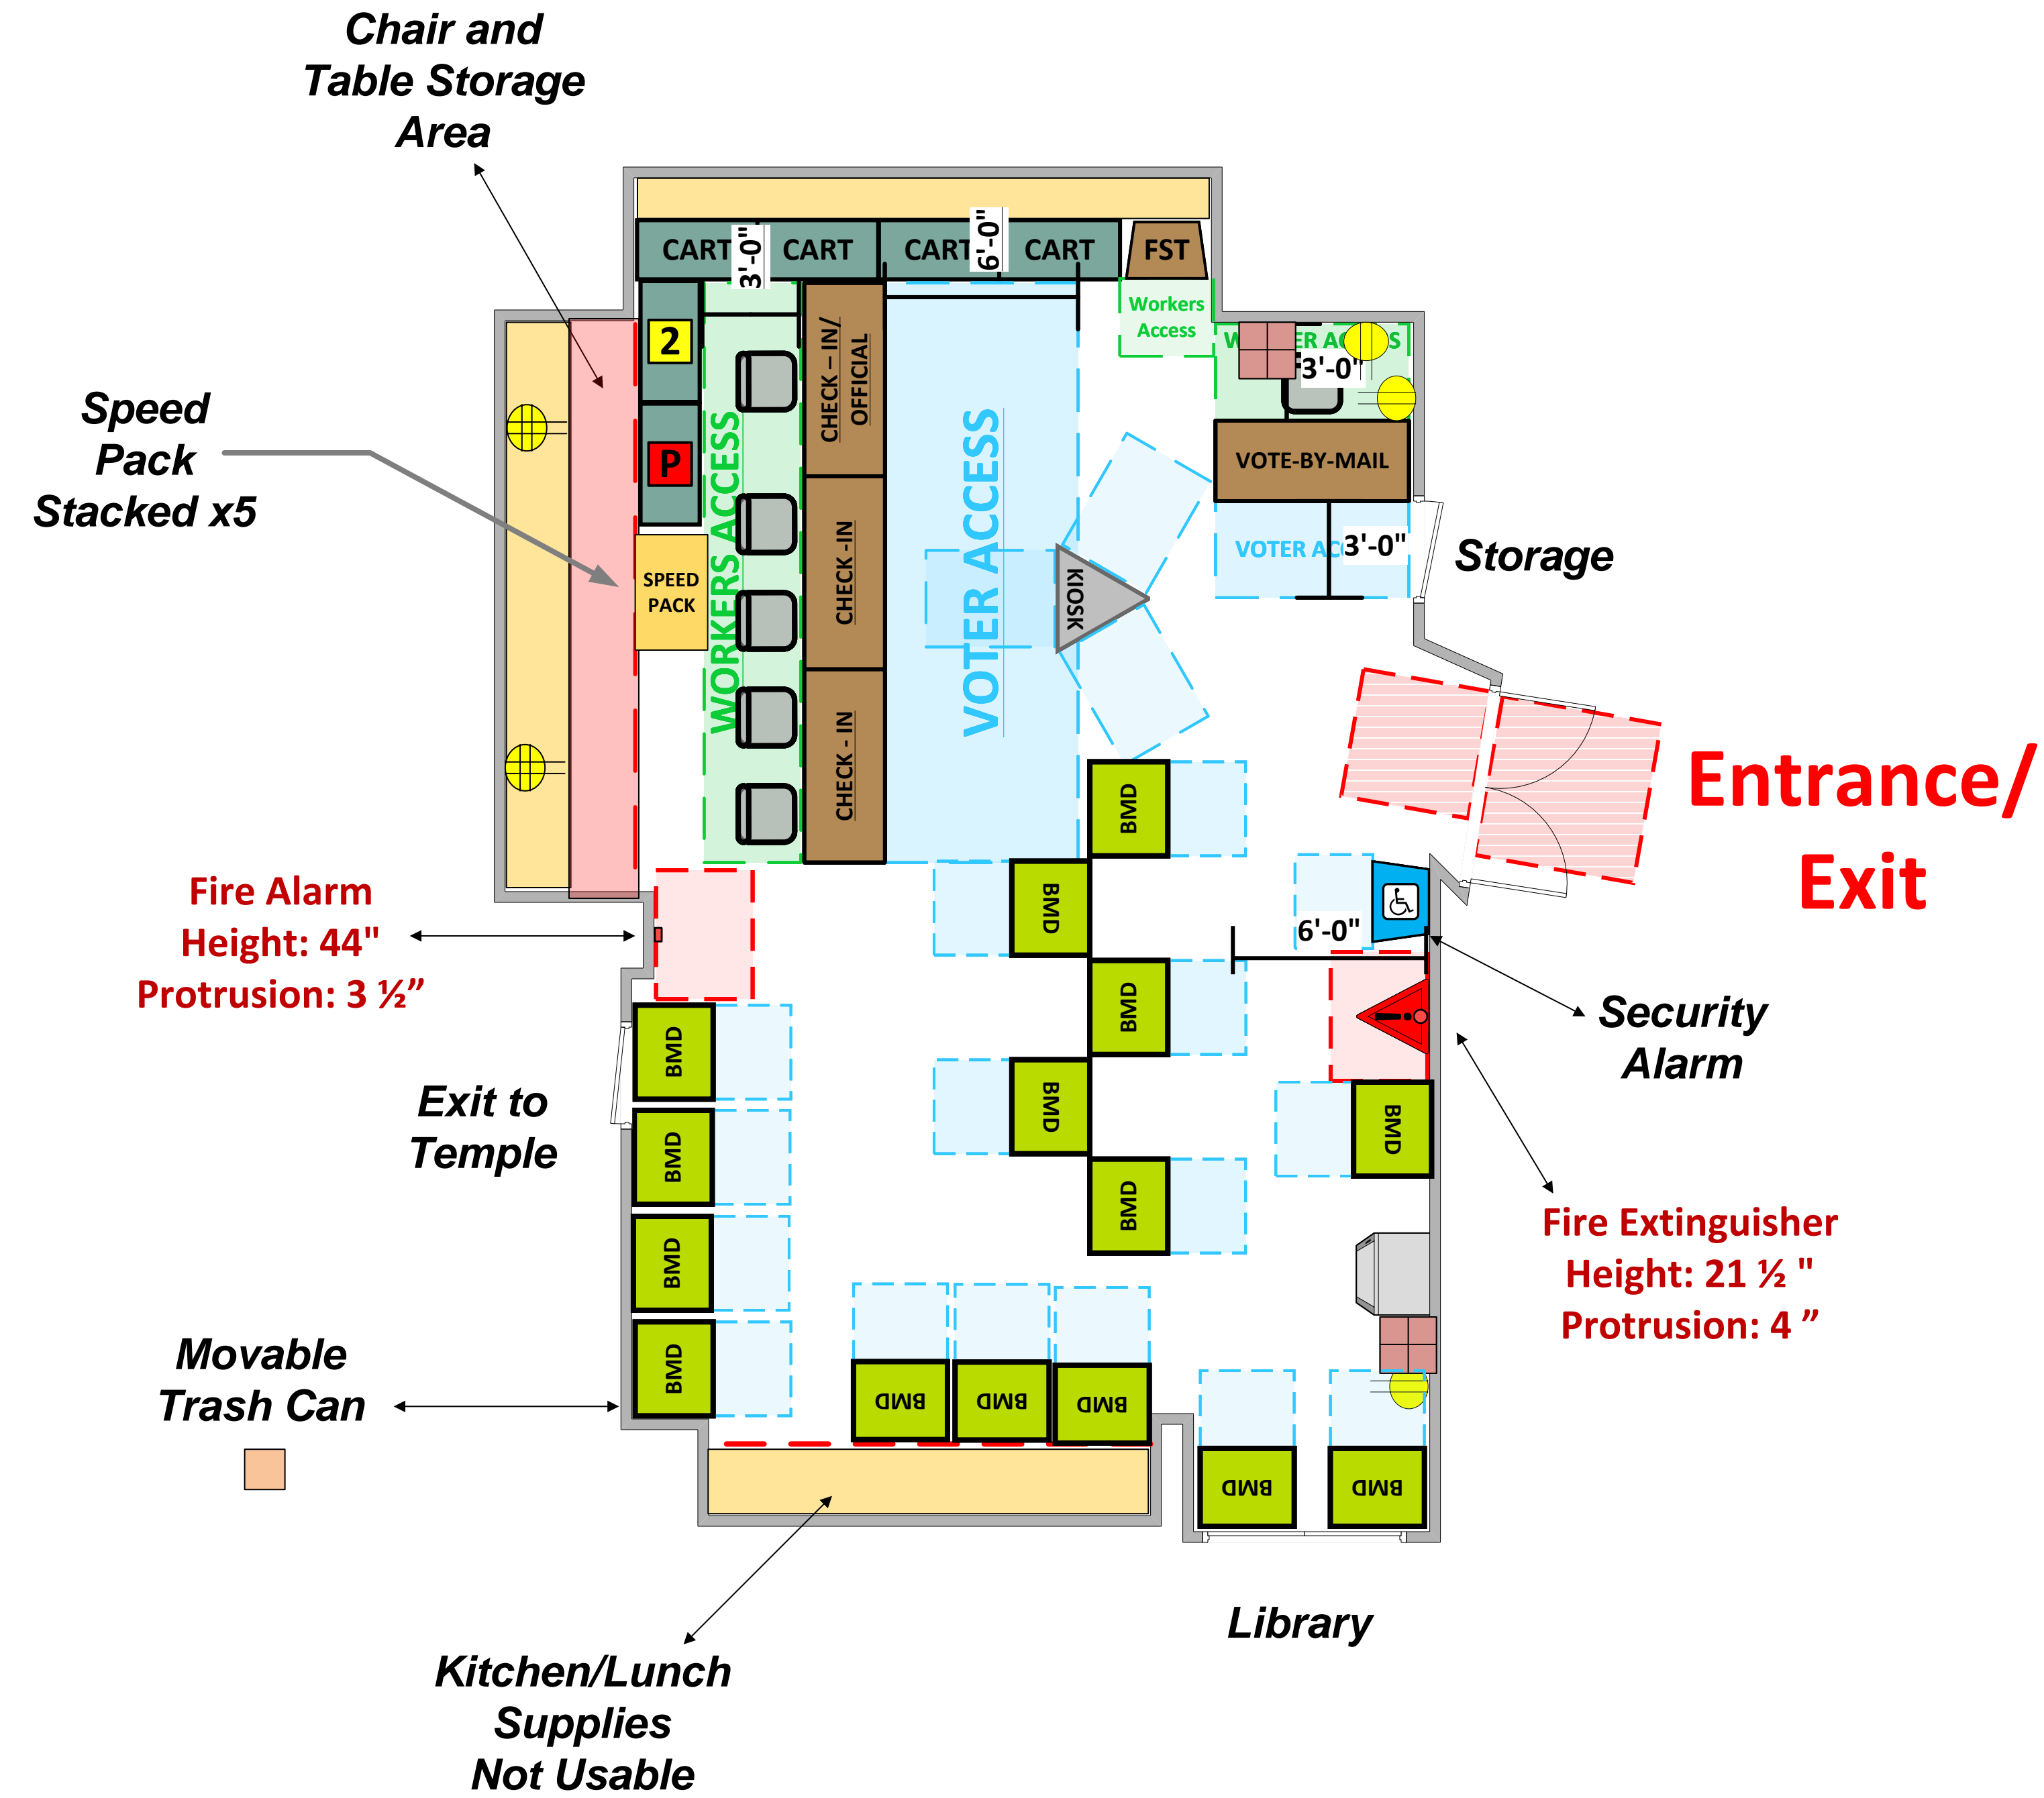 Chair and
Table Storage
Area
CART
CART
CART
CART
FST
3'-0"
6'-0"
Workers
Access
2
P
CHECK – IN/
OFFICIAL
CHECK -IN
CHECK - IN
WORKERS ACCESS
VOTER ACCESS
3'-0"
VOTE-BY-MAIL
3'-0"
Speed
Pack
Stacked x5
SPEED
PACK
KIOSK
Storage
Entrance/
Exit
Fire Alarm
Height: 44"
Protrusion: 3 ½”
BMD
BMD
6'-0"
BMD
BMD
BMD
Security
Alarm
BMD
BMD
BMD
BMD
BMD
Exit to
Temple
Fire Extinguisher
Height: 21 ½ "
Protrusion: 4 ”
Movable
Trash Can
BMD
BMD
BMD
BMD
BMD
Library
Kitchen/Lunch
Supplies
Not Usable